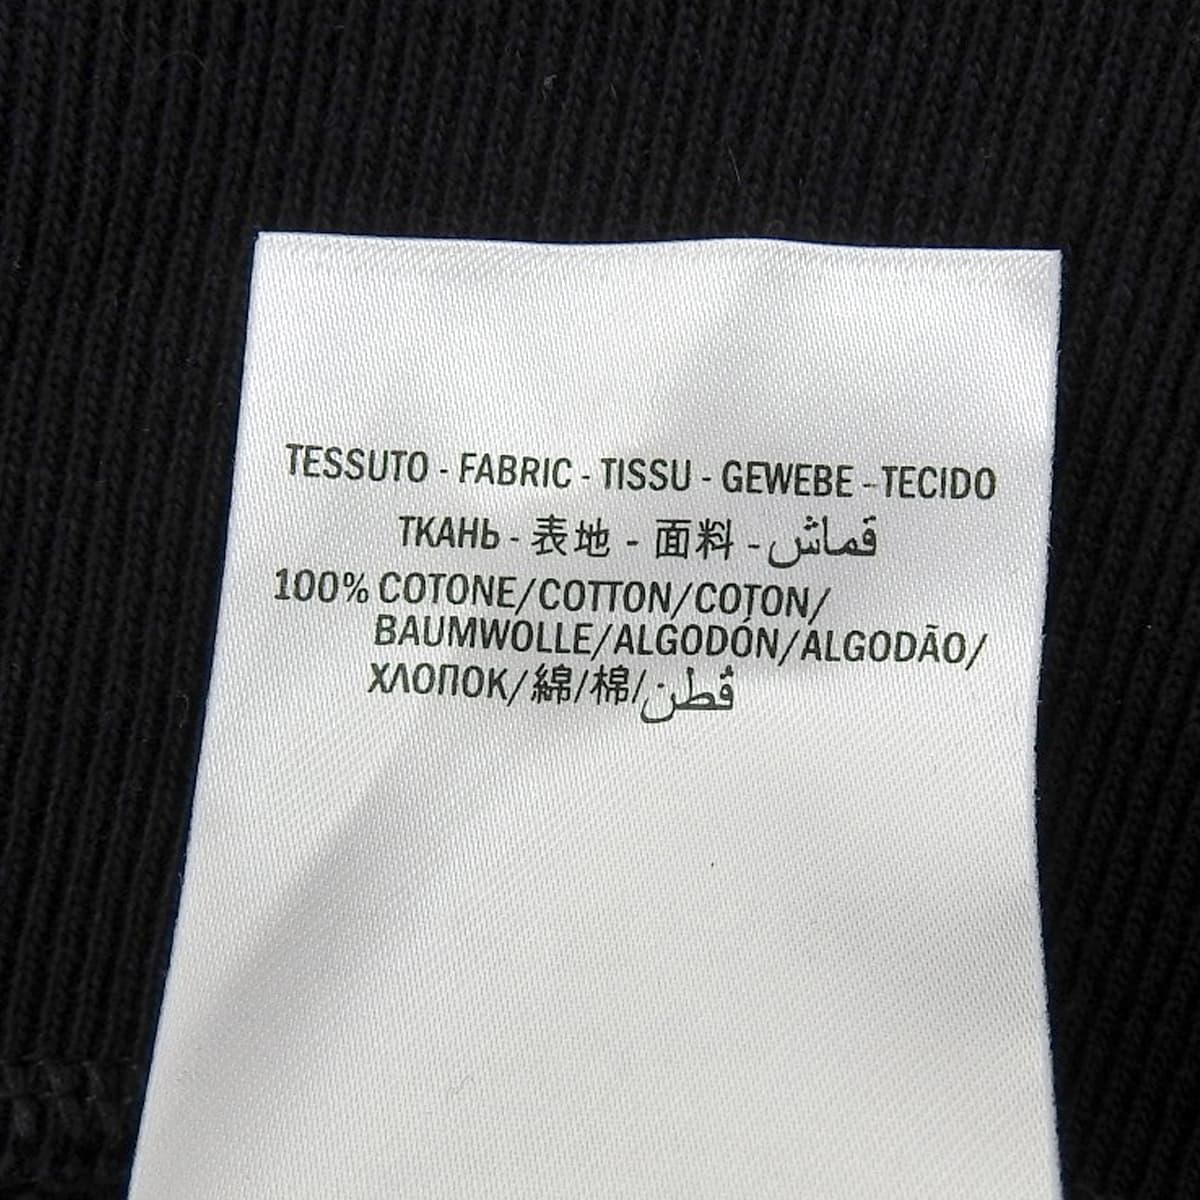 TESSUTO - FABRIC - TISSU - GEWEBE - TECIDO
ТКАНЬ - 表地 - 面料 - قماش
100% COTONE/COTTON/COTON/
BAUMWOLLE/ALGODÓN/ALGODÃO/
ХЛОПОК/綿/棉/قطن